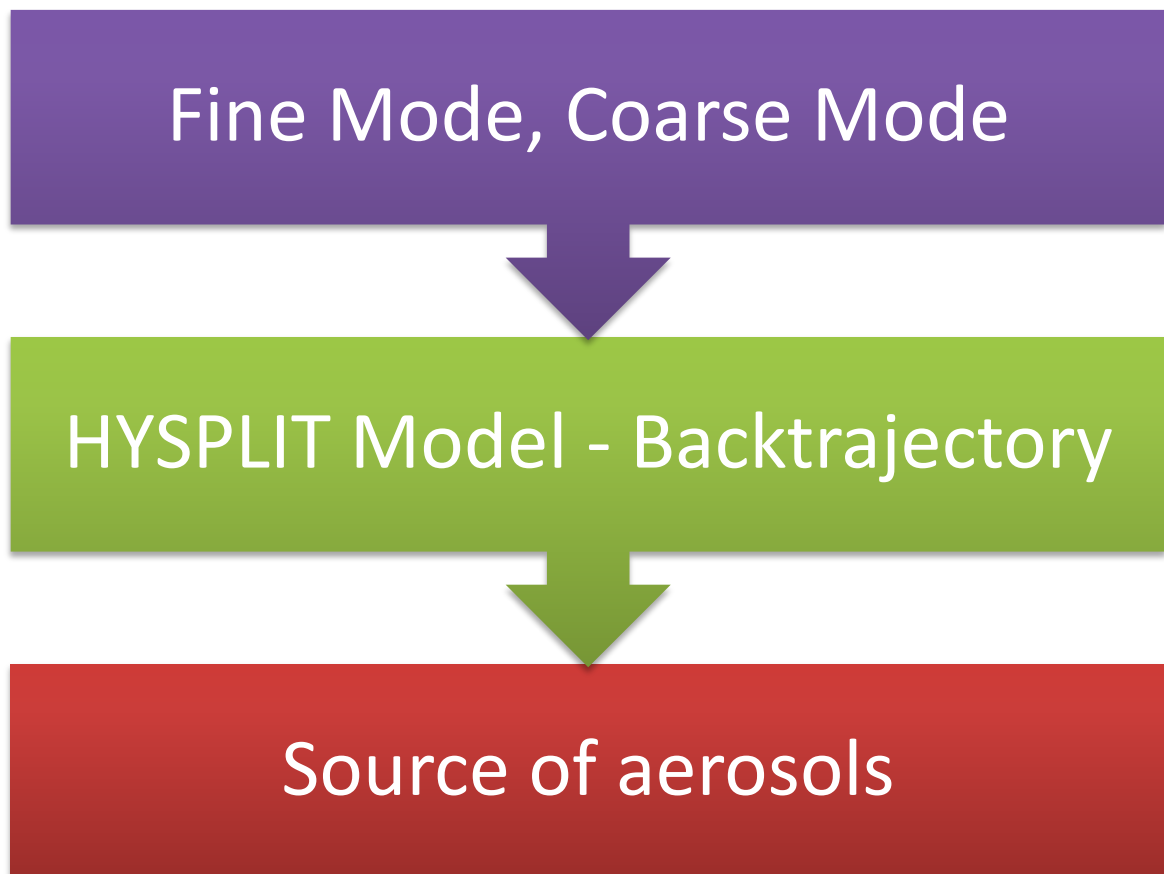 Fine Mode, Coarse Mode
HYSPLIT Model - Backtrajectory
Source of aerosols